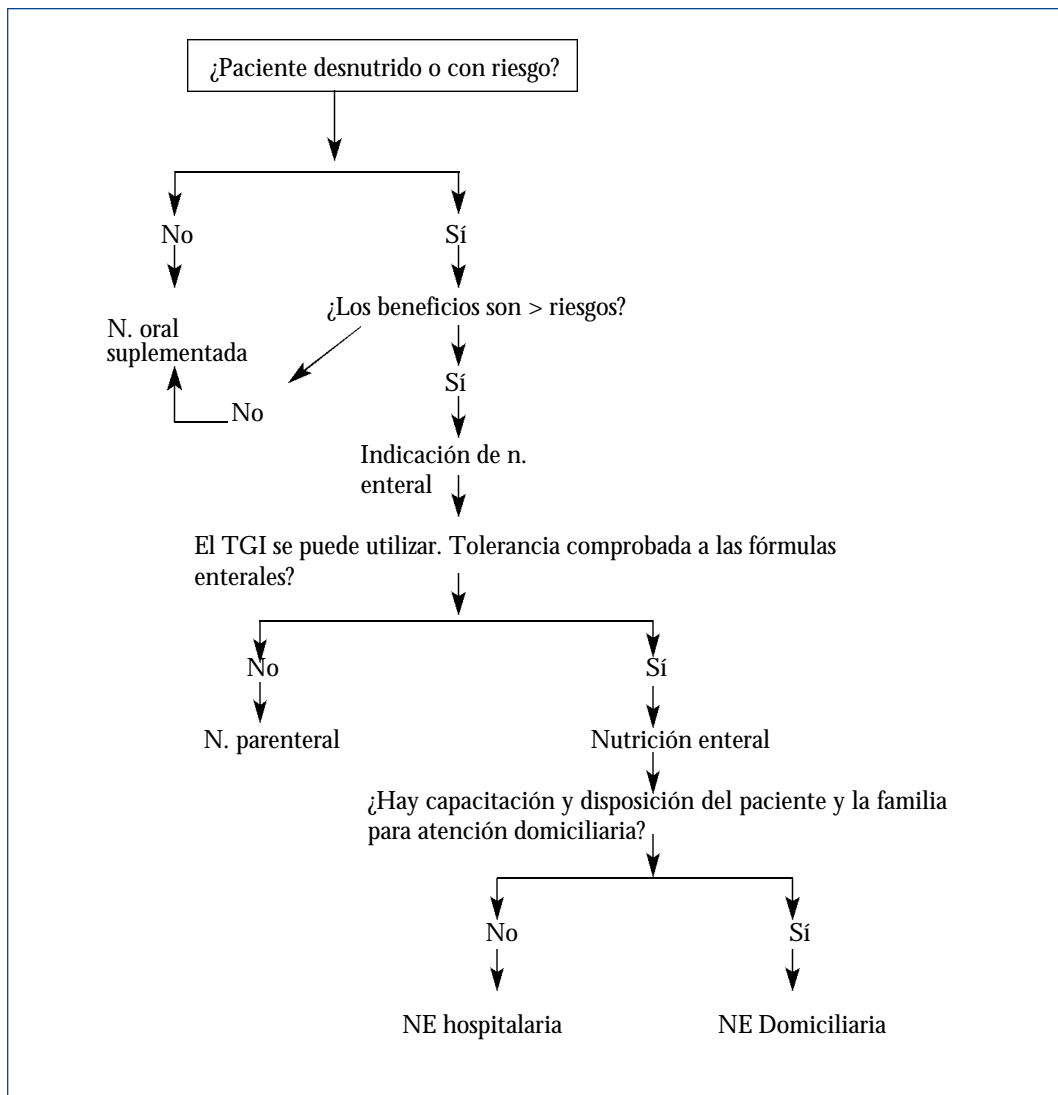 ¿Paciente desnutrido o con riesgo?
No
Sí
N. oral
suplementada
¿Los beneficios son > riesgos?
No
Sí
Indicación de n.
enteral
El TGI se puede utilizar. Tolerancia comprobada a las fórmulas
enterales?
No
Sí
N. parenteral
Nutrición enteral
¿Hay capacitación y disposición del paciente y la familia
para atención domiciliaria?
No
Sí
NE hospitalaria
NE Domiciliaria